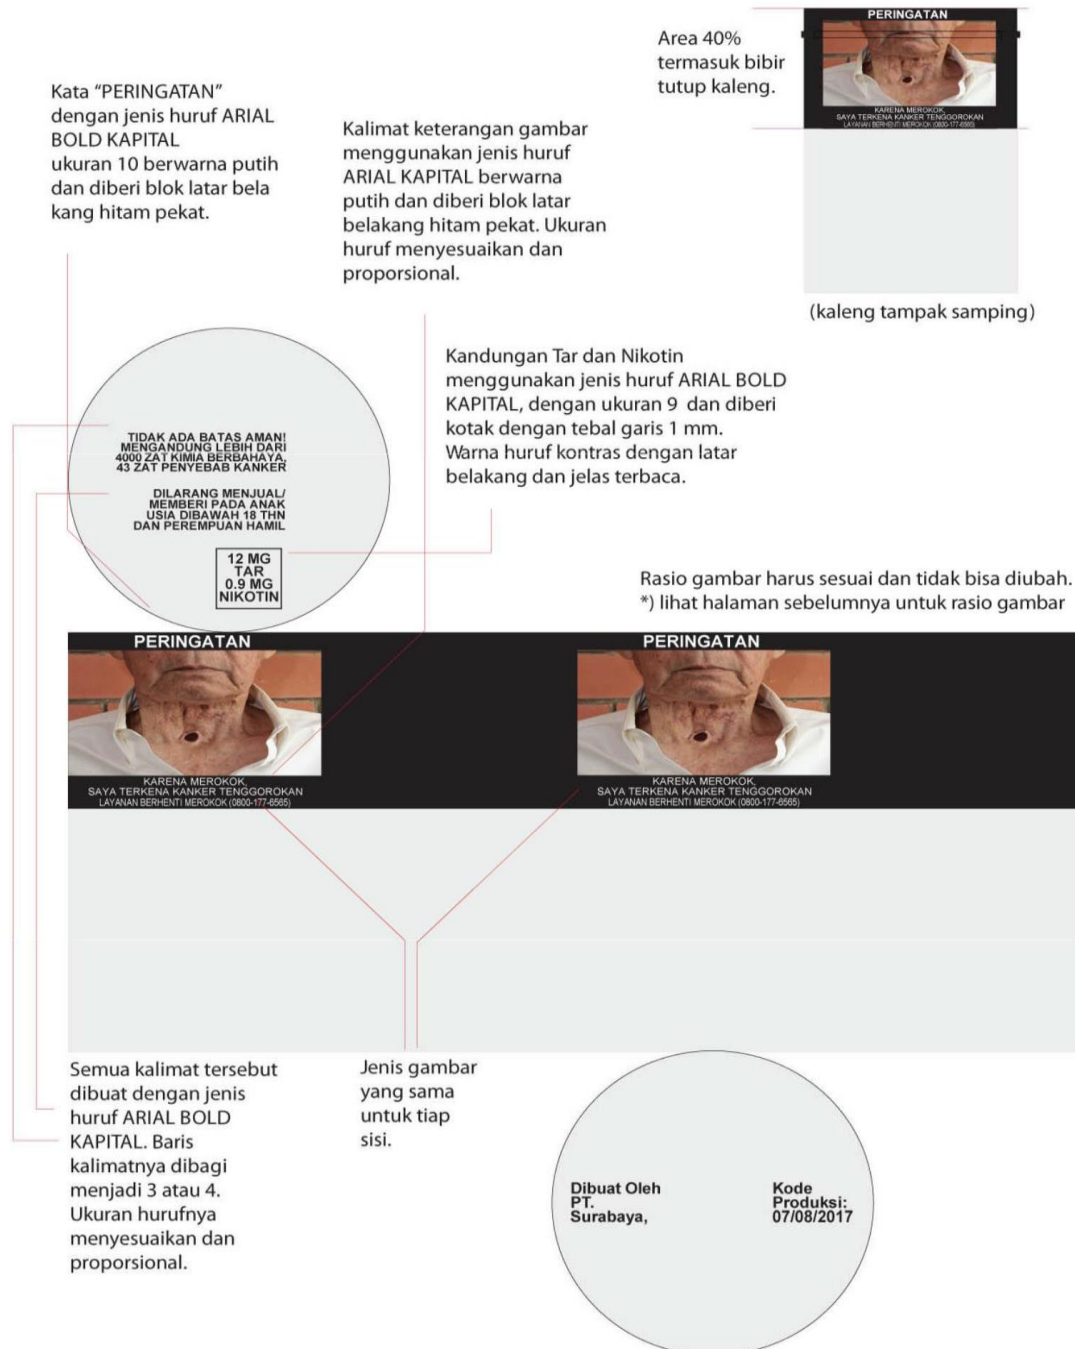 PERINGATAN
KARENA MEROKOK,
SAYA TERKENA KANKER TENGGOROKAN
LAYANAN BERHENTI MEROKOK (0800-177-6565)
Area 40%
termasuk bibir
tutup kaleng.
(kaleng tampak samping)
Kata “PERINGATAN”
dengan jenis huruf ARIAL
BOLD KAPITAL
ukuran 10 berwarna putih
dan diberi blok latar bela
kang hitam pekat.
Kalimat keterangan gambar
menggunakan jenis huruf
ARIAL KAPITAL berwarna
putih dan diberi blok latar
belakang hitam pekat. Ukuran
huruf menyesuaikan dan
proporsional.
Kandungan Tar dan Nikotin
menggunakan jenis huruf ARIAL BOLD
KAPITAL, dengan ukuran 9 dan diberi
kotak dengan tebal garis 1 mm.
Warna huruf kontras dengan latar
belakang dan jelas terbaca.
TIDAK ADA BATAS AMAN!
MENGANDUNG LEBIH DARI
4000 ZAT KIMIA BERBAHAYA,
43 ZAT PENYEBAB KANKER
DILARANG MENJUAL/
MEMBERI PADA ANAK
USIA DIBAWAH 18 THN
DAN PEREMPUAN HAMIL
12 MG
TAR
0.9 MG
NIKOTIN
Rasio gambar harus sesuai dan tidak bisa diubah.
*) lihat halaman sebelumnya untuk rasio gambar
PERINGATAN
KARENA MEROKOK,
SAYA TERKENA KANKER TENGGOROKAN
LAYANAN BERHENTI MEROKOK (0800-177-6565)
PERINGATAN
KARENA MEROKOK,
SAYA TERKENA KANKER TENGGOROKAN
LAYANAN BERHENTI MEROKOK (0800-177-6565)
Semua kalimat tersebut
dibuat dengan jenis
huruf ARIAL BOLD
KAPITAL. Baris
kalimatnya dibagi
menjadi 3 atau 4.
Ukuran hurufnya
menyesuaikan dan
proporsional.
Jenis gambar
yang sama
untuk tiap
sisi.
Dibuat Oleh
PT.
Surabaya,
Kode
Produksi:
07/08/2017